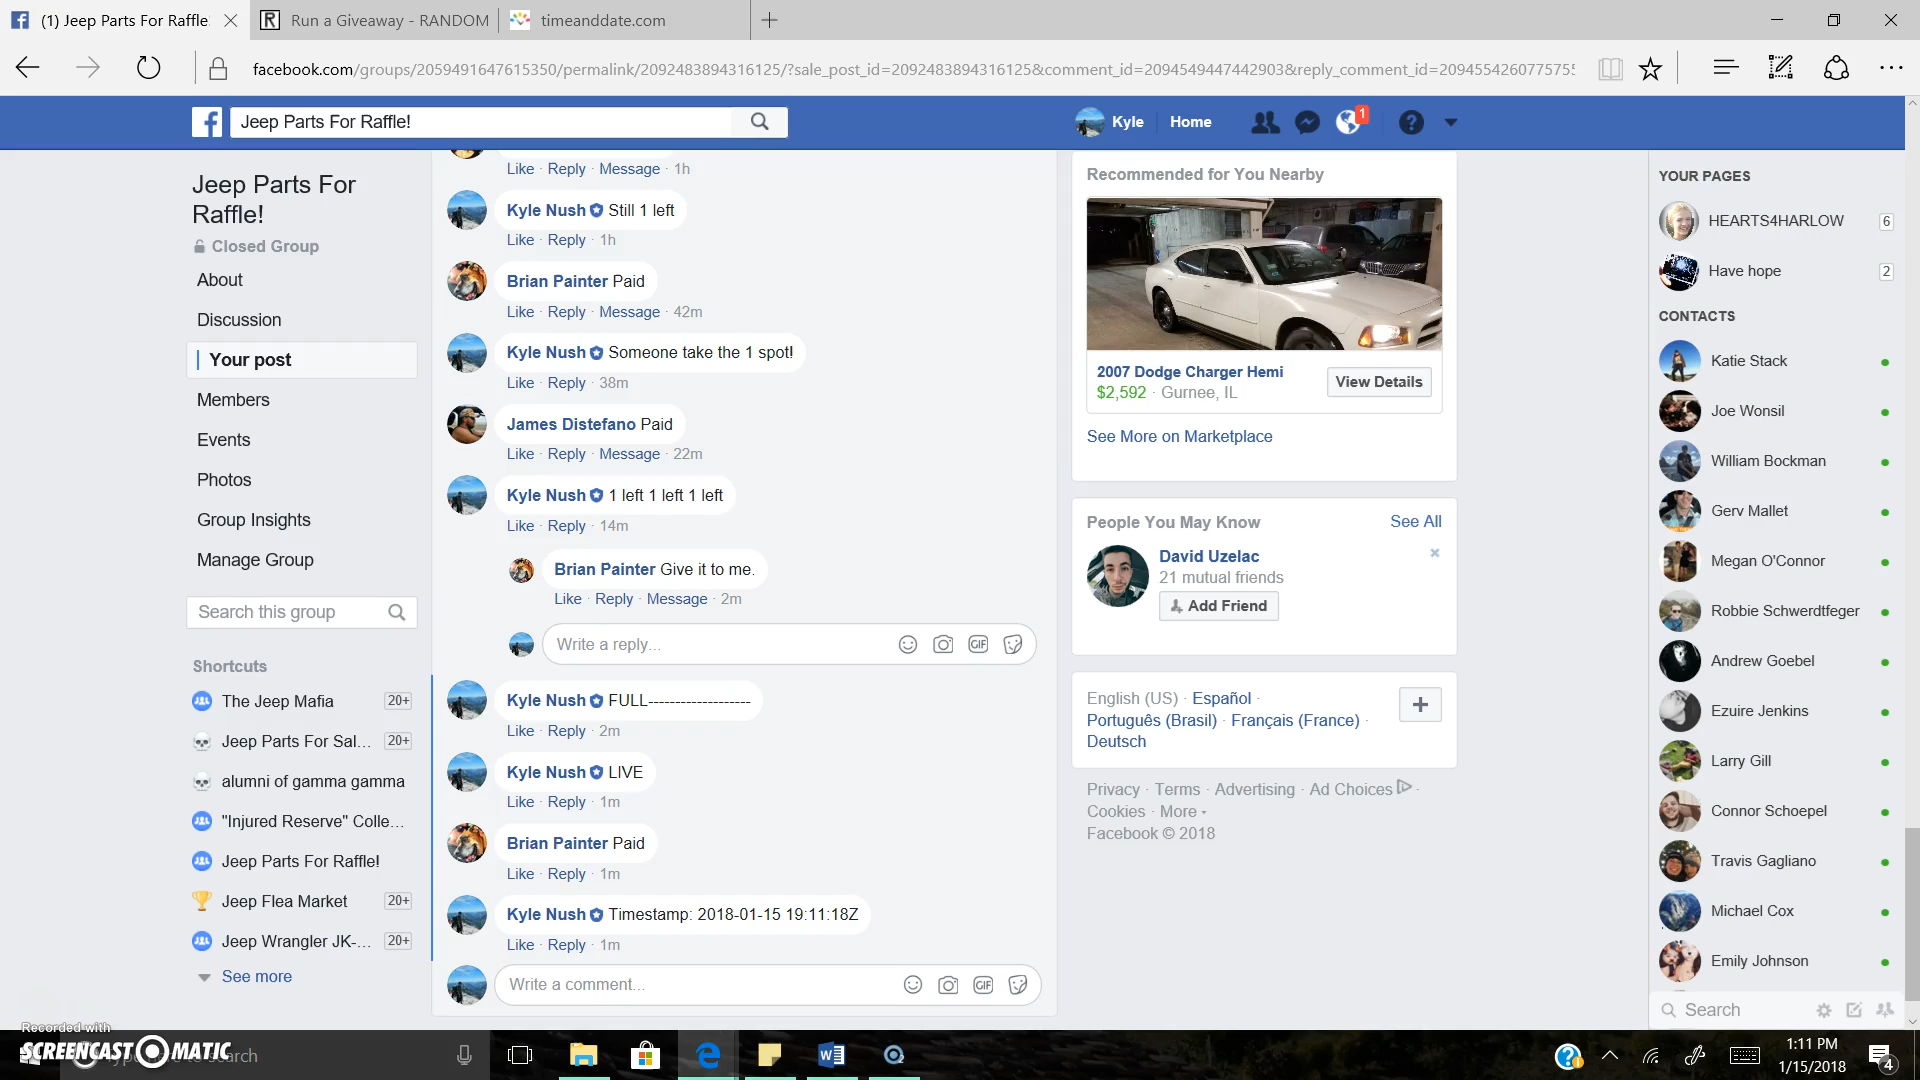 (1) Jeep Parts For Raffle
Run a Giveaway - RANDOM
timeanddate.com
facebook.com/groups/2059491647615350/permalink/2092483894316125/?sale_post_id=2092483894316125&comment_id=2094549447442903&reply_comment_id=2094554260775755
Jeep Parts For Raffle!
Kyle
Home
1
Jeep Parts For
Raffle!
Closed Group
About
Discussion
Your post
Members
Events
Photos
Group Insights
Manage Group
Search this group
Shortcuts
The Jeep Mafia 20+
Jeep Parts For Sal... 20+
alumni of gamma gamma
"Injured Reserve" Colle...
Jeep Parts For Raffle!
Jeep Flea Market 20+
Jeep Wrangler JK-... 20+
See more
Like · Reply · Message · 1h
Kyle Nush Still 1 left
Like · Reply · 1h
Brian Painter Paid
Like · Reply · Message · 42m
Kyle Nush Someone take the 1 spot!
Like · Reply · 38m
James Distefano Paid
Like · Reply · Message · 22m
Kyle Nush 1 left 1 left 1 left
Like · Reply · 14m
Brian Painter Give it to me.
Like · Reply · Message · 2m
Write a reply...
GIF
Kyle Nush FULL-------------------
Like · Reply · 2m
Kyle Nush LIVE
Like · Reply · 1m
Brian Painter Paid
Like · Reply · 1m
Kyle Nush Timestamp: 2018-01-15 19:11:18Z
Like · Reply · 1m
Write a comment...
GIF
Recommended for You Nearby
2007 Dodge Charger Hemi
$2,592 · Gurnee, IL
View Details
See More on Marketplace
People You May Know
See All
David Uzelac
21 mutual friends
Add Friend
English (US) · Español ·
Português (Brasil) · Français (France) ·
Deutsch
Privacy · Terms · Advertising · Ad Choices ·
Cookies · More
Facebook © 2018
YOUR PAGES
HEARTS4HARLOW 6
Have hope 2
CONTACTS
Katie Stack
Joe Wonsil
William Bockman
Gerv Mallet
Megan O'Connor
Robbie Schwerdtfeger
Andrew Goebel
Ezuire Jenkins
Larry Gill
Connor Schoepel
Travis Gagliano
Michael Cox
Emily Johnson
Search
Recorded with
SCREENCAST-O-MATIC
search
1:11 PM
1/15/2018
4